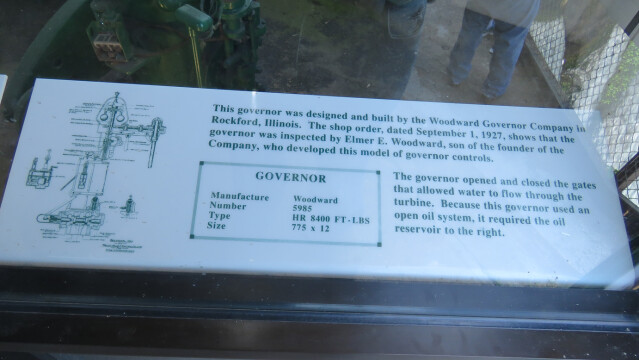 This governor was designed and built by the Woodward Governor Company in
Rockford, Illinois. The shop order, dated September 1, 1927, shows that the
governor was inspected by Elmer E. Woodward, son of the founder of the
Company, who developed this model of governor controls.
GOVERNOR
Manufacture Woodward
Number 5985
Type HR 8400 FT-LBS
Size 775 x 12
The governor opened and closed the gates
that allowed water to flow through the
turbine. Because this governor used an
open oil system, it required the oil
reservoir to the right.